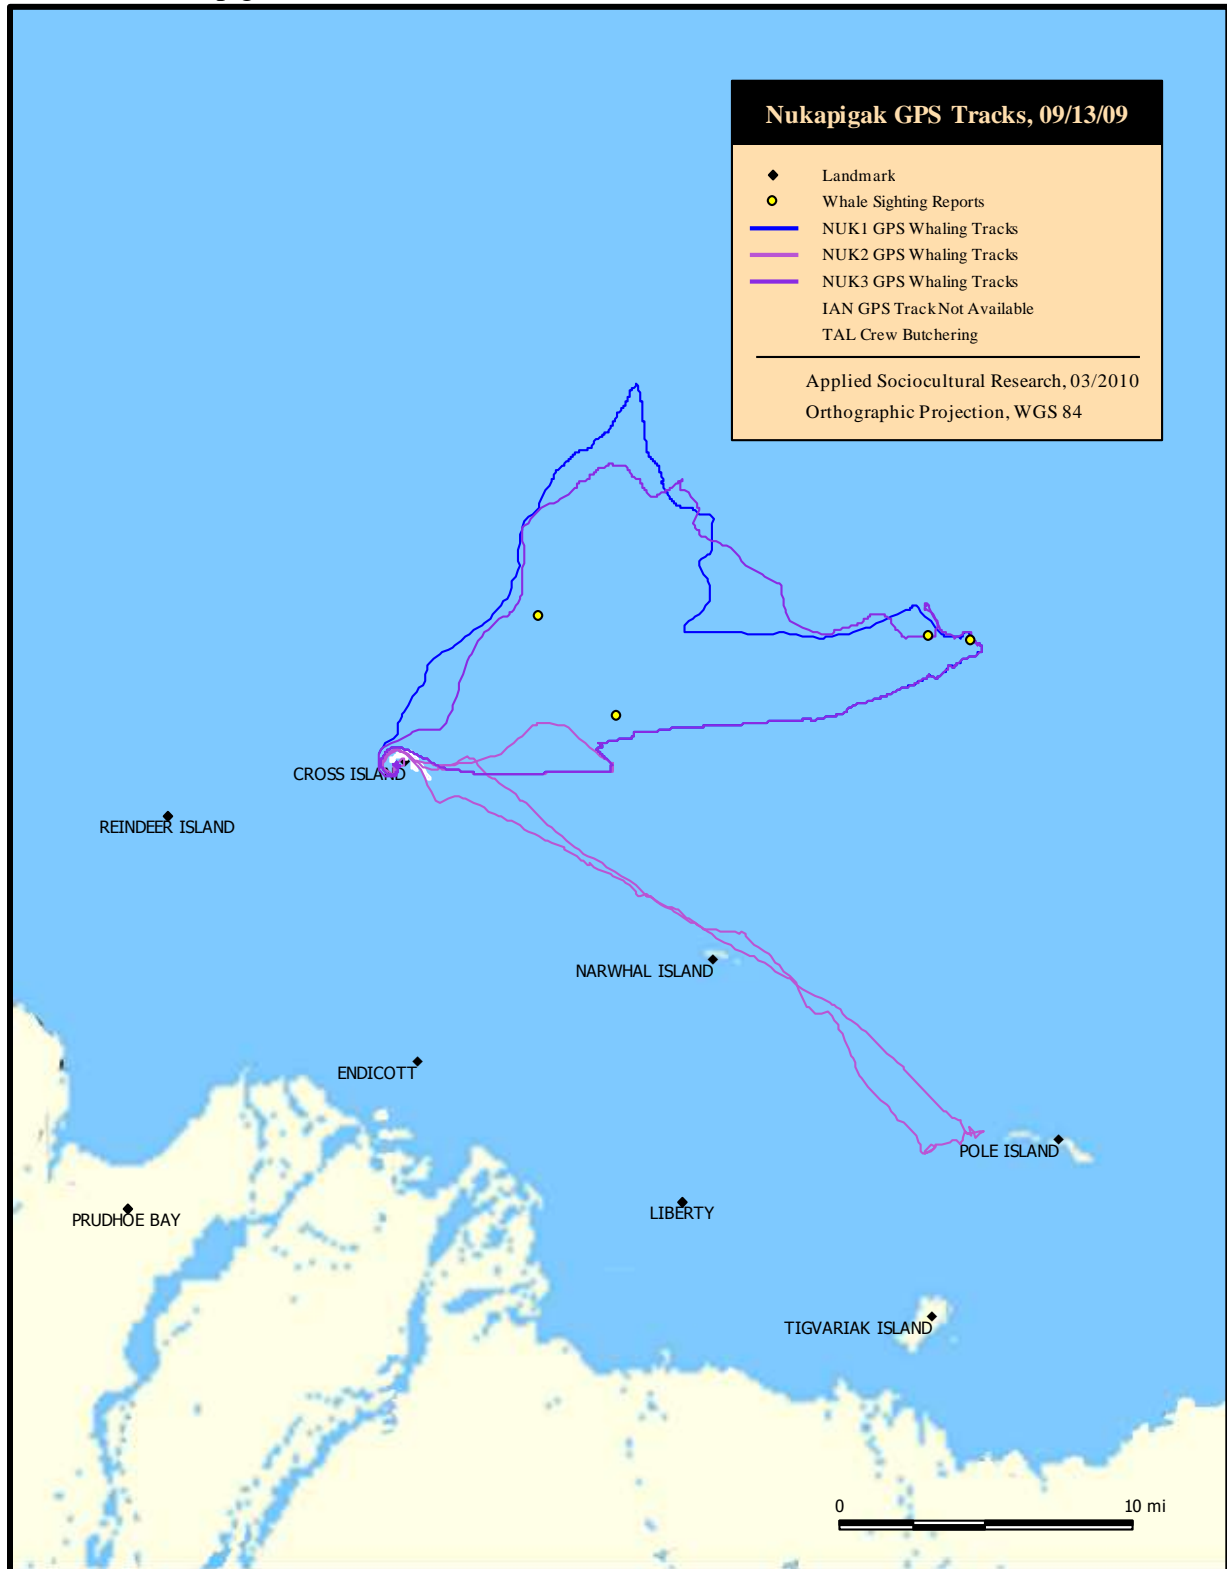 Nukapigak GPS Tracks, 09/13/09
Landmark
Whale Sighting Reports
NUK1 GPS Whaling Tracks
NUK2 GPS Whaling Tracks
NUK3 GPS Whaling Tracks
IAN GPS Track Not Available
TAL Crew Butchering
Applied Sociocultural Research, 03/2010
Orthographic Projection, WGS 84
CROSS ISLAND
REINDEER ISLAND
NARWHAL ISLAND
ENDICOTT
POLE ISLAND
PRUDHOE BAY
LIBERTY
TIGVARIAK ISLAND
0 10 mi